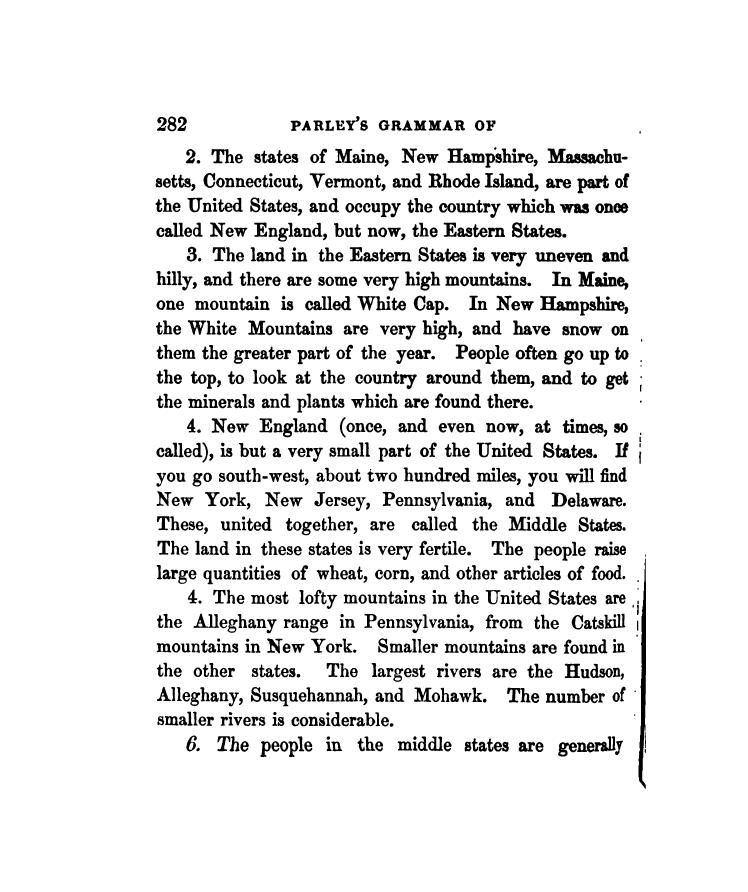 282 PARLEY'S GRAMMAR OF
2. The states of Maine, New Hampshire, Massachu-
setts, Connecticut, Vermont, and Rhode Island, are part of
the United States, and occupy the country which was once
called New England, but now, the Eastern States.
3. The land in the Eastern States is very uneven and
hilly, and there are some very high mountains. In Maine,
one mountain is called White Cap. In New Hampshire,
the White Mountains are very high, and have snow on
them the greater part of the year. People often go up to
the top, to look at the country around them, and to get
the minerals and plants which are found there.
4. New England (once, and even now, at times, so
called), is but a very small part of the United States. If
you go south-west, about two hundred miles, you will find
New York, New Jersey, Pennsylvania, and Delaware.
These, united together, are called the Middle States.
The land in these states is very fertile. The people raise
large quantities of wheat, corn, and other articles of food.
4. The most lofty mountains in the United States are
the Alleghany range in Pennsylvania, from the Catskill
mountains in New York. Smaller mountains are found in
the other states. The largest rivers are the Hudson,
Alleghany, Susquehannah, and Mohawk. The number of
smaller rivers is considerable.
6. The people in the middle states are generally